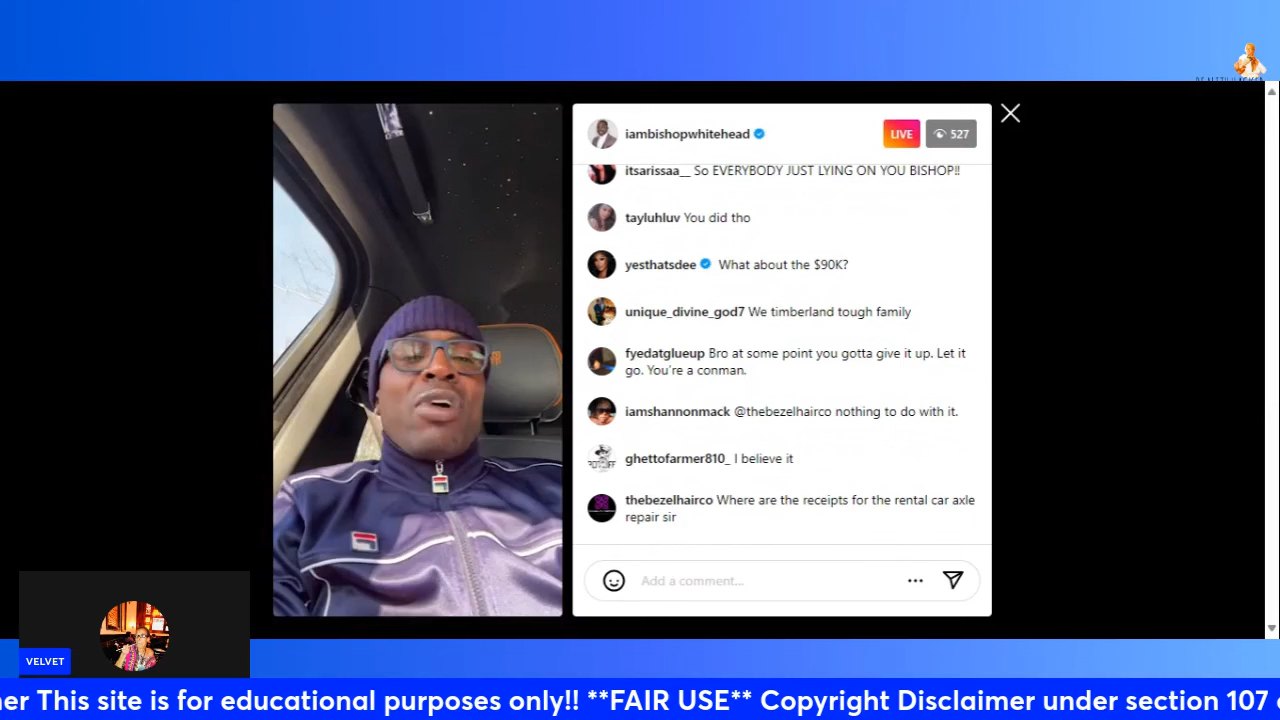 iambishopwhitehead
LIVE
527
itsarissaa__ So EVERYBODY JUST LYING ON YOU BISHOP!!
tayluhluv You did tho
yesthatsdee What about the $90K?
unique_divine_god7 We timberland tough family
fyedatglueup Bro at some point you gotta give it up. Let it
go. You're a conman.
iamshannonmack @thebezelhairco nothing to do with it.
ghettofarmer810_ I believe it
thebezelhairco Where are the receipts for the rental car axle
repair sir
Add a comment...
VELVET
er This site is for educational purposes only!! **FAIR USE** Copyright Disclaimer under section 107